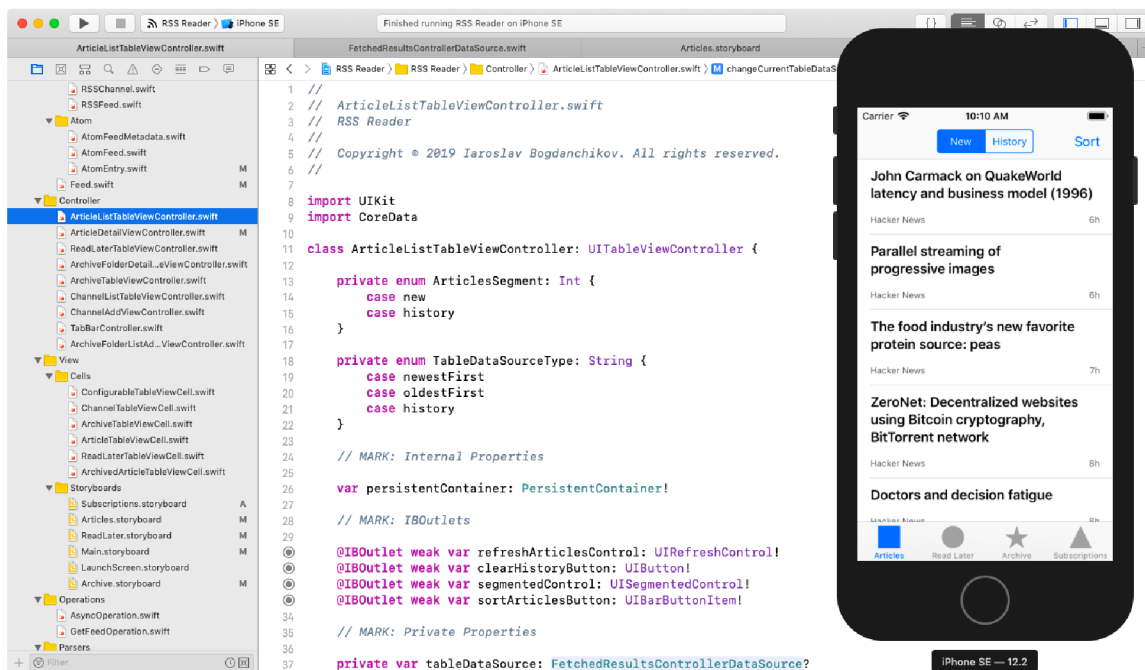 RSS Reader 〉 iPhone SE
Finished running RSS Reader on iPhone SE
ArticleListTableViewController.swift
FetchedResultsControllerDataSource.swift
Articles.storyboard
RSS Reader 〉 RSS Reader 〉 Controller 〉 ArticleListTableViewController.swift 〉 M changeCurrentTableDataS
RSSChannel.swift
RSSFeed.swift
Atom
AtomFeedMetadata.swift
AtomFeed.swift
AtomEntry.swift M
Feed.swift M
Controller
ArticleListTableViewController.swift
ArticleDetailViewController.swift M
ReadLaterTableViewController.swift
ArchiveFolderDetail...eViewController.swift
ArchiveTableViewController.swift
ChannelListTableViewController.swift
ChannelAddViewController.swift
TabBarController.swift
ArchiveFolderListAd...ViewController.swift
View
Cells
ConfigurableTableViewCell.swift
ChannelTableViewCell.swift
ArchiveTableViewCell.swift
ArticleTableViewCell.swift
ReadLaterTableViewCell.swift
ArchivedArticleTableViewCell.swift
Storyboards
Subscriptions.storyboard A
Articles.storyboard M
ReadLater.storyboard M
Main.storyboard M
LaunchScreen.storyboard
Archive.storyboard M
Operations
AsyncOperation.swift
GetFeedOperation.swift
Parsers
Filter
1 //
2 // ArticleListTableViewController.swift
3 // RSS Reader
4 //
5 // Copyright © 2019 Iaroslav Bogdanchikov. All rights reserved.
6 //
7
8 import UIKit
9 import CoreData
10
11 class ArticleListTableViewController: UITableViewController {
12
13 private enum ArticlesSegment: Int {
14 case new
15 case history
16 }
17
18 private enum TableDataSourceType: String {
19 case newestFirst
20 case oldestFirst
21 case history
22 }
23
24 // MARK: Internal Properties
25
26 var persistentContainer: PersistentContainer!
27
28 // MARK: IBOutlets
29
@IBOutlet weak var refreshArticlesControl: UIRefreshControl!
@IBOutlet weak var clearHistoryButton: UIButton!
@IBOutlet weak var segmentedControl: UISegmentedControl!
@IBOutlet weak var sortArticlesButton: UIBarButtonItem!
34
35 // MARK: Private Properties
36
37 private var tableDataSource: FetchedResultsControllerDataSource?
Carrier 10:10 AM
New History Sort
John Carmack on QuakeWorld
latency and business model (1996)
Hacker News 6h
Parallel streaming of
progressive images
Hacker News 6h
The food industry’s new favorite
protein source: peas
Hacker News 7h
ZeroNet: Decentralized websites
using Bitcoin cryptography,
BitTorrent network
Hacker News 8h
Doctors and decision fatigue
Hacker News 8h
Articles Read Later Archive Subscriptions
iPhone SE — 12.2